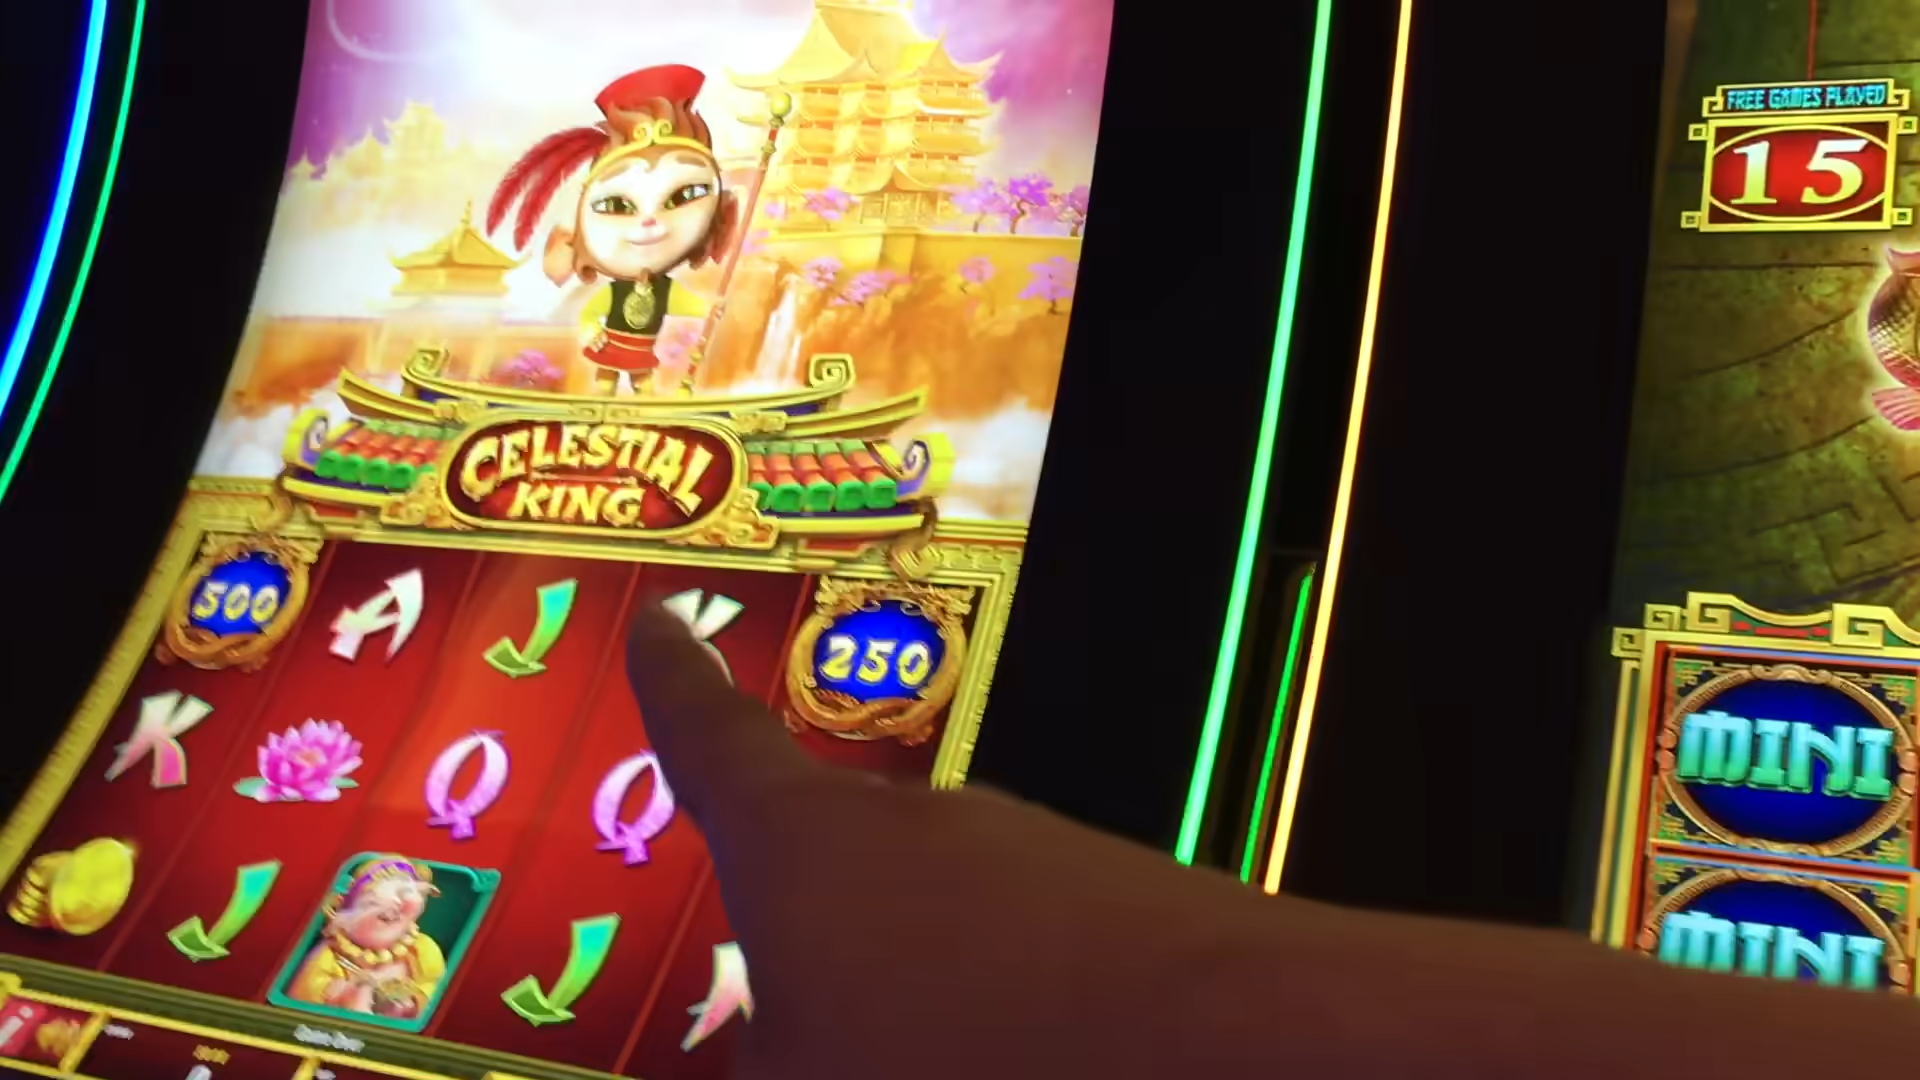 FREE GAMES PLAYED
15
CELESTIAL
KING
500
A
J
K
250
K
Q
Q
J
J
A
MINI
MINI